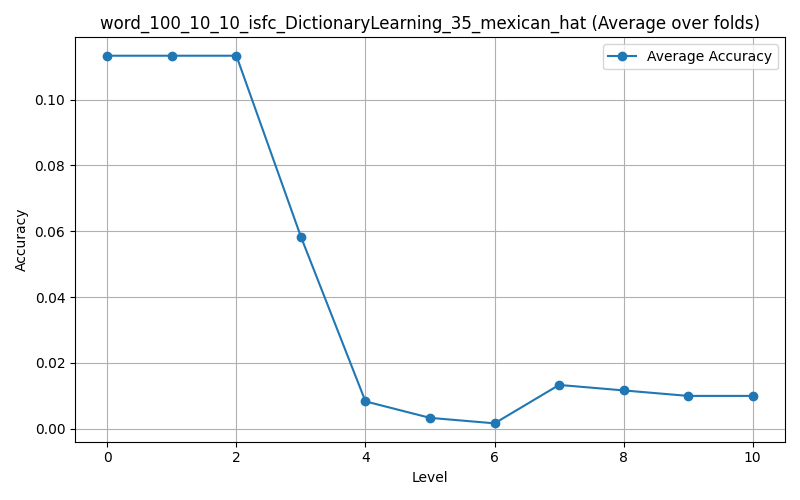 word_100_10_10_isfc_DictionaryLearning_35_mexican_hat (Average over folds)
Average Accuracy
Accuracy
0.10
0.08
0.06
0.04
0.02
0.00
0 2 4 6 8 10
Level